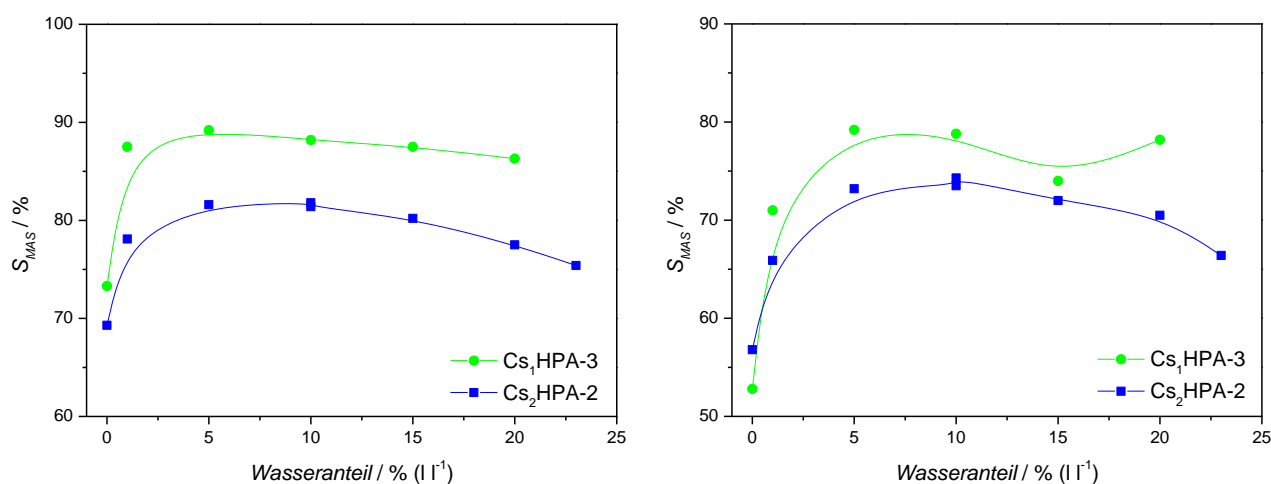 100
90
80
70
60
S_MAS / %
0 5 10 15 20 25
Wasseranteil / % (l l⁻¹)
Cs₁HPA-3
Cs₂HPA-2
90
80
70
60
50
S_MAS / %
0 5 10 15 20 25
Wasseranteil / % (l l⁻¹)
Cs₁HPA-3
Cs₂HPA-2